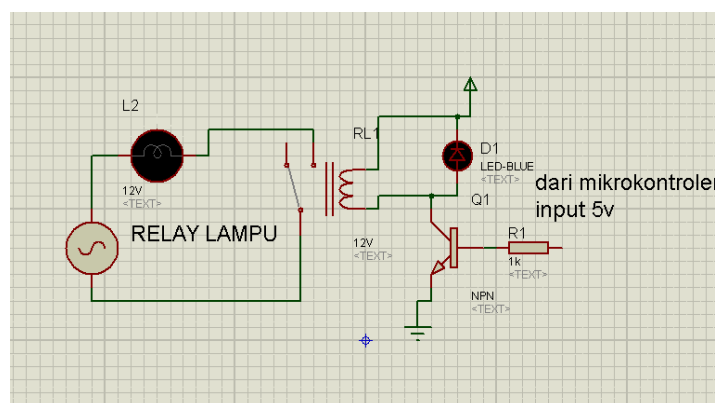 L2
12V
<TEXT>
RELAY LAMPU
RL1
12V
<TEXT>
D1
LED-BLUE
<TEXT>
Q1
NPN
<TEXT>
dari mikrokontroler
input 5v
R1
1k
<TEXT>